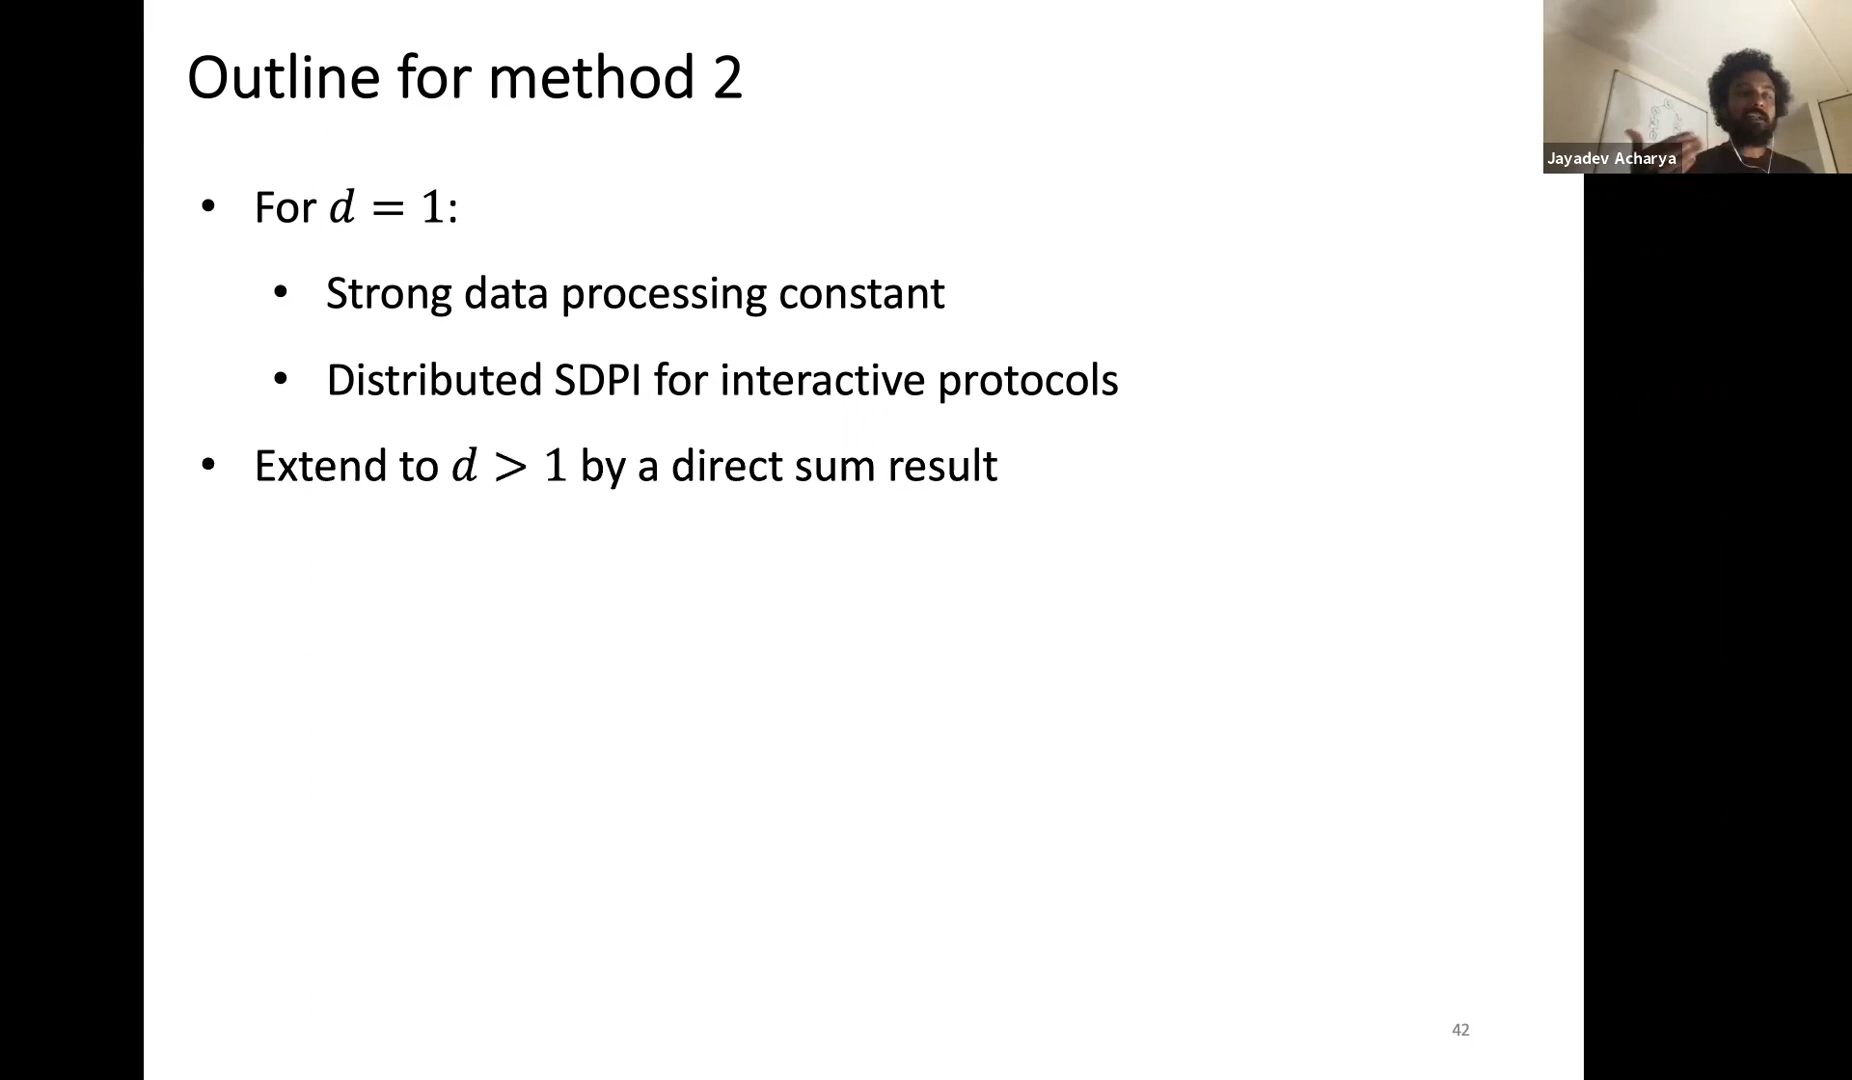 Outline for method 2
Jayadev Acharya
• For d = 1:
• Strong data processing constant
• Distributed SDPI for interactive protocols
• Extend to d > 1 by a direct sum result
42